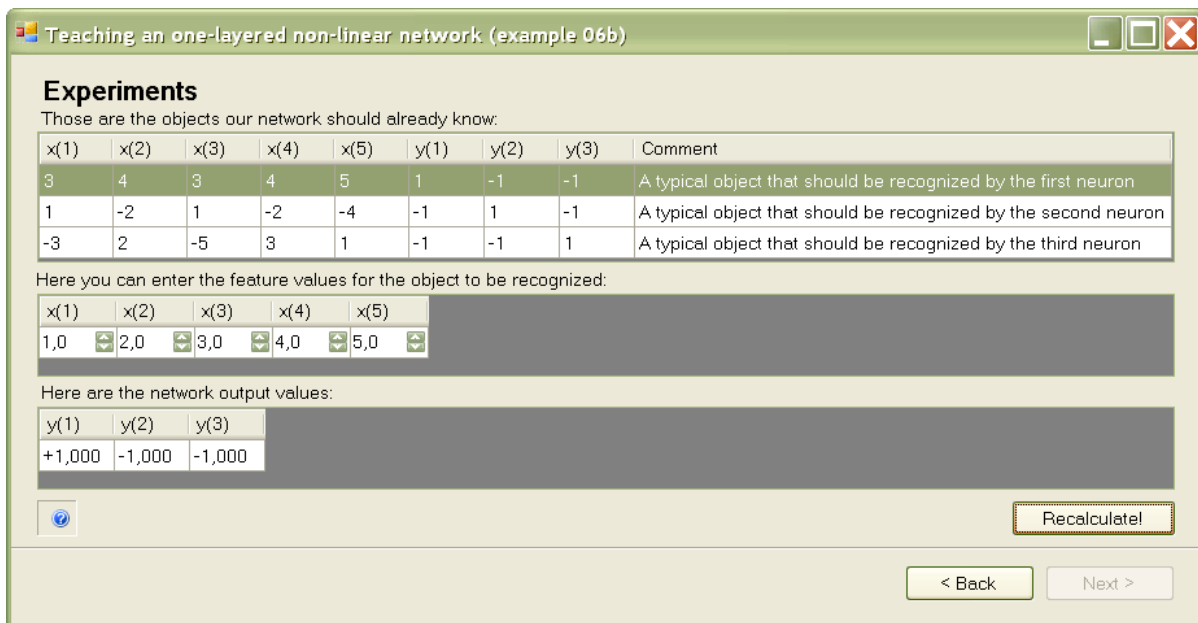 Teaching an one-layered non-linear network (example 06b)
Experiments
Those are the objects our network should already know:
x(1) x(2) x(3) x(4) x(5) y(1) y(2) y(3) Comment
3 4 3 4 5 1 -1 -1 A typical object that should be recognized by the first neuron
1 -2 1 -2 -4 -1 1 -1 A typical object that should be recognized by the second neuron
-3 2 -5 3 1 -1 -1 1 A typical object that should be recognized by the third neuron
Here you can enter the feature values for the object to be recognized:
x(1) x(2) x(3) x(4) x(5)
1,0 2,0 3,0 4,0 5,0
Here are the network output values:
y(1) y(2) y(3)
+1,000 -1,000 -1,000
Recalculate!
< Back Next >